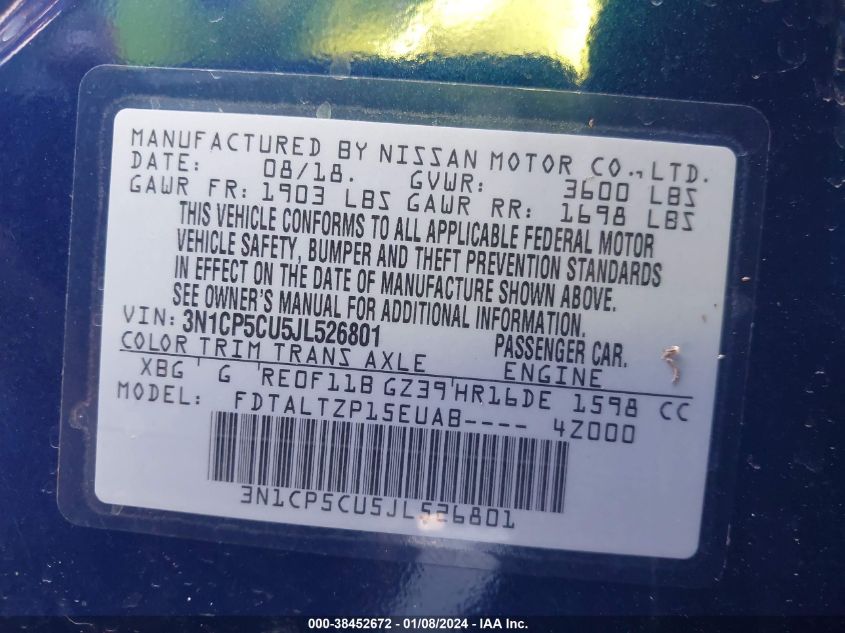 MANUFACTURED BY NISSAN MOTOR CO., LTD.
DATE: 08/18. GVWR: 3600 LBS
GAWR FR: 1903 LBS GAWR RR: 1698 LBS
THIS VEHICLE CONFORMS TO ALL APPLICABLE FEDERAL MOTOR
VEHICLE SAFETY, BUMPER AND THEFT PREVENTION STANDARDS
IN EFFECT ON THE DATE OF MANUFACTURE SHOWN ABOVE.
SEE OWNER'S MANUAL FOR ADDITIONAL INFORMATION.
VIN: 3N1CP5CU5JL526801 PASSENGER CAR.
COLOR TRIM TRANS AXLE ENGINE
XBG ' G ' RE0F11B GZ39 ' HR16DE 1598 CC
MODEL: FDTALTZP15EUAB---- 4Z000
3N1CP5CU5JL526801
000-38452672 - 01/08/2024 - IAA Inc.